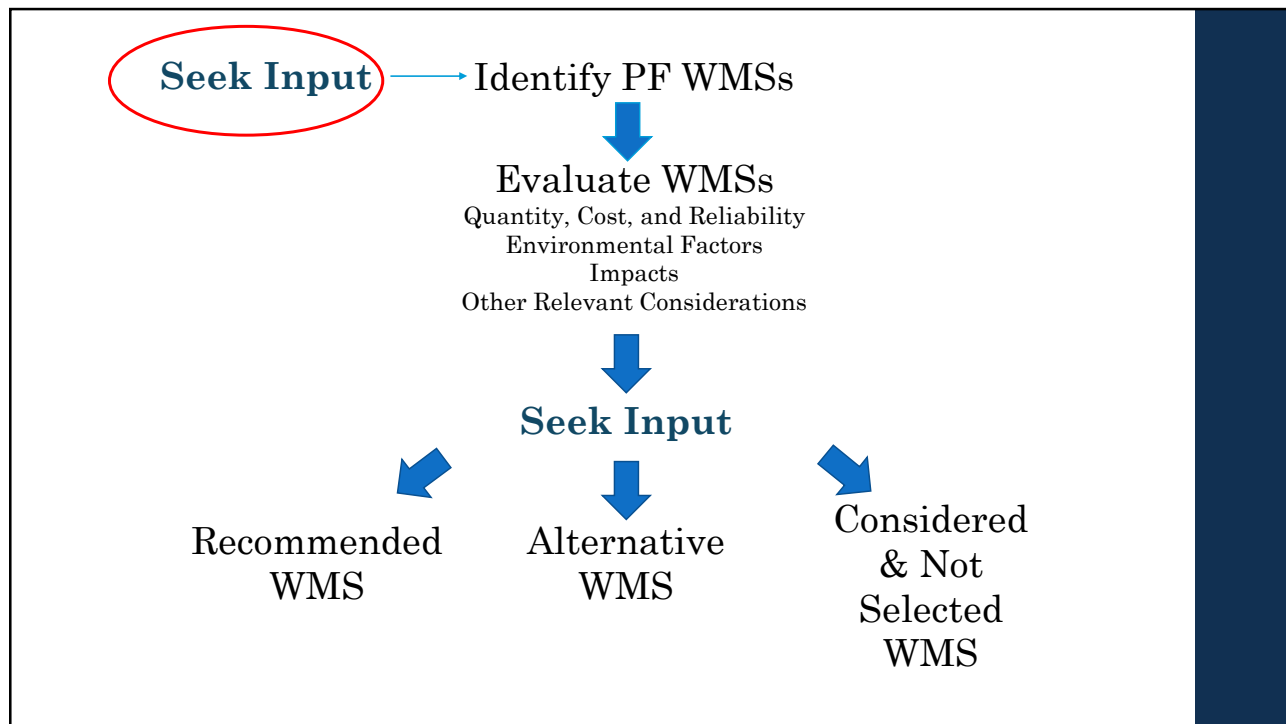 Seek Input
Identify PF WMSs
Evaluate WMSs
Quantity, Cost, and Reliability
Environmental Factors
Impacts
Other Relevant Considerations
Seek Input
Recommended
WMS
Alternative
WMS
Considered
& Not
Selected
WMS